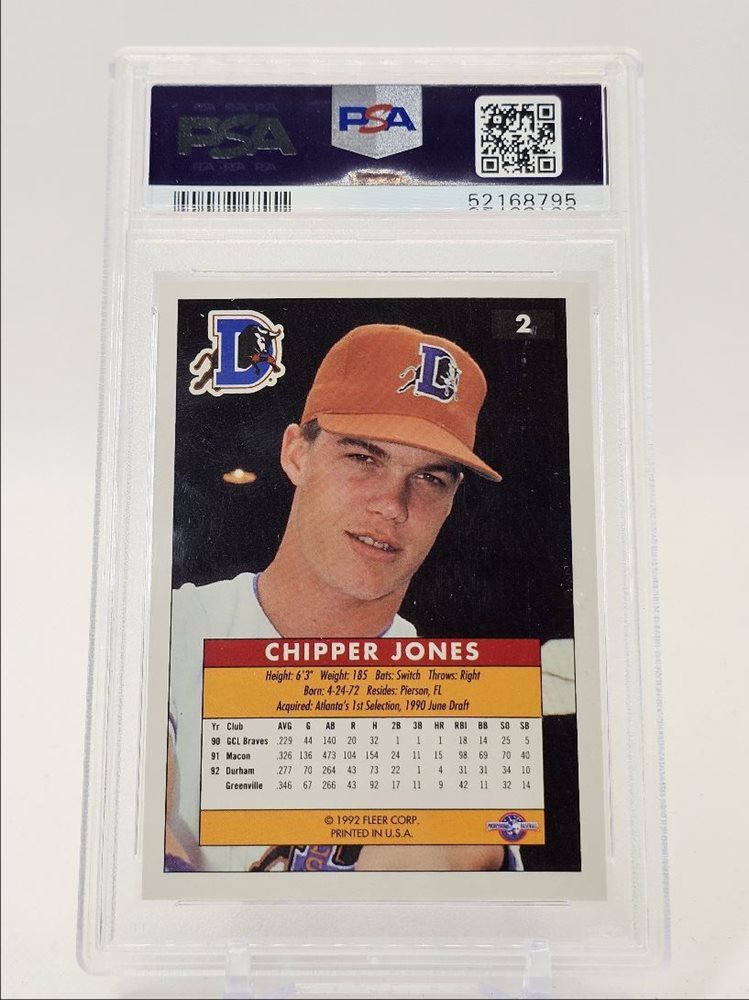 PSA
PSA
52168795
D
D
2
CHIPPER JONES
Height: 6'3" Weight: 185 Bats: Switch Throws: Right
Born: 4-24-72 Resides: Pierson, FL
Acquired: Atlanta's 1st Selection, 1990 June Draft
Yr Club AVG G AB R H 2B 3B HR RBI BB SO SB
90 GCL Braves .229 44 140 20 32 1 1 1 18 14 25 5
91 Macon .326 136 473 104 154 24 11 15 98 69 70 40
92 Durham .277 70 264 43 73 22 1 4 31 31 34 10
Greenville .346 67 266 43 92 17 11 9 42 11 32 14
© 1992 FLEER CORP.
PRINTED IN U.S.A.